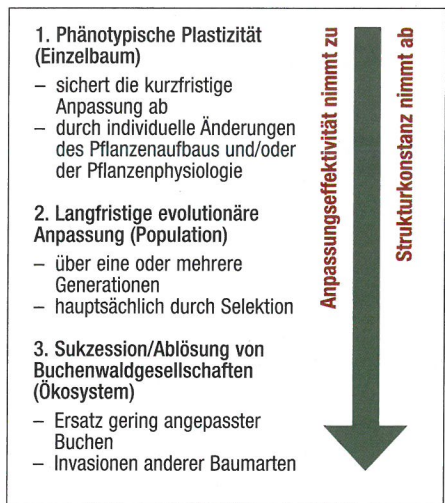 1. Phänotypische Plastizität
(Einzelbaum)
– sichert die kurzfristige
Anpassung ab
– durch individuelle Änderungen
des Pflanzenaufbaus und/oder
der Pflanzenphysiologie
2. Langfristige evolutionäre
Anpassung (Population)
– über eine oder mehrere
Generationen
– hauptsächlich durch Selektion
3. Sukzession/Ablösung von
Buchenwaldgesellschaften
(Ökosystem)
– Ersatz gering angepasster
Buchen
– Invasionen anderer Baumarten
Anpassungseffektivität nimmt zu
Strukturkonstanz nimmt ab